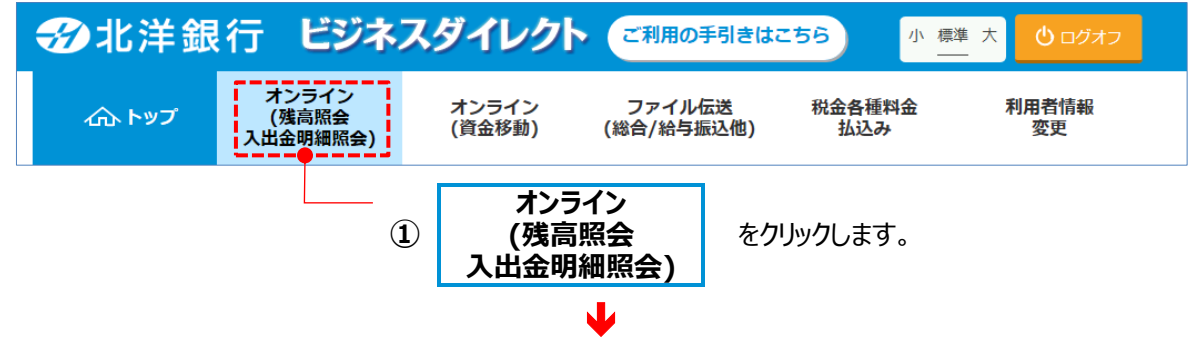 北洋銀行 ビジネスダイレクト ご利用の手引きはこちら 小 標準 大 ログオフ
トップ
オンライン
(残高照会
入出金明細照会)
オンライン
(資金移動)
ファイル伝送
(総合/給与振込他)
税金各種料金
払込み
利用者情報
変更
①
オンライン
(残高照会
入出金明細照会)
をクリックします。